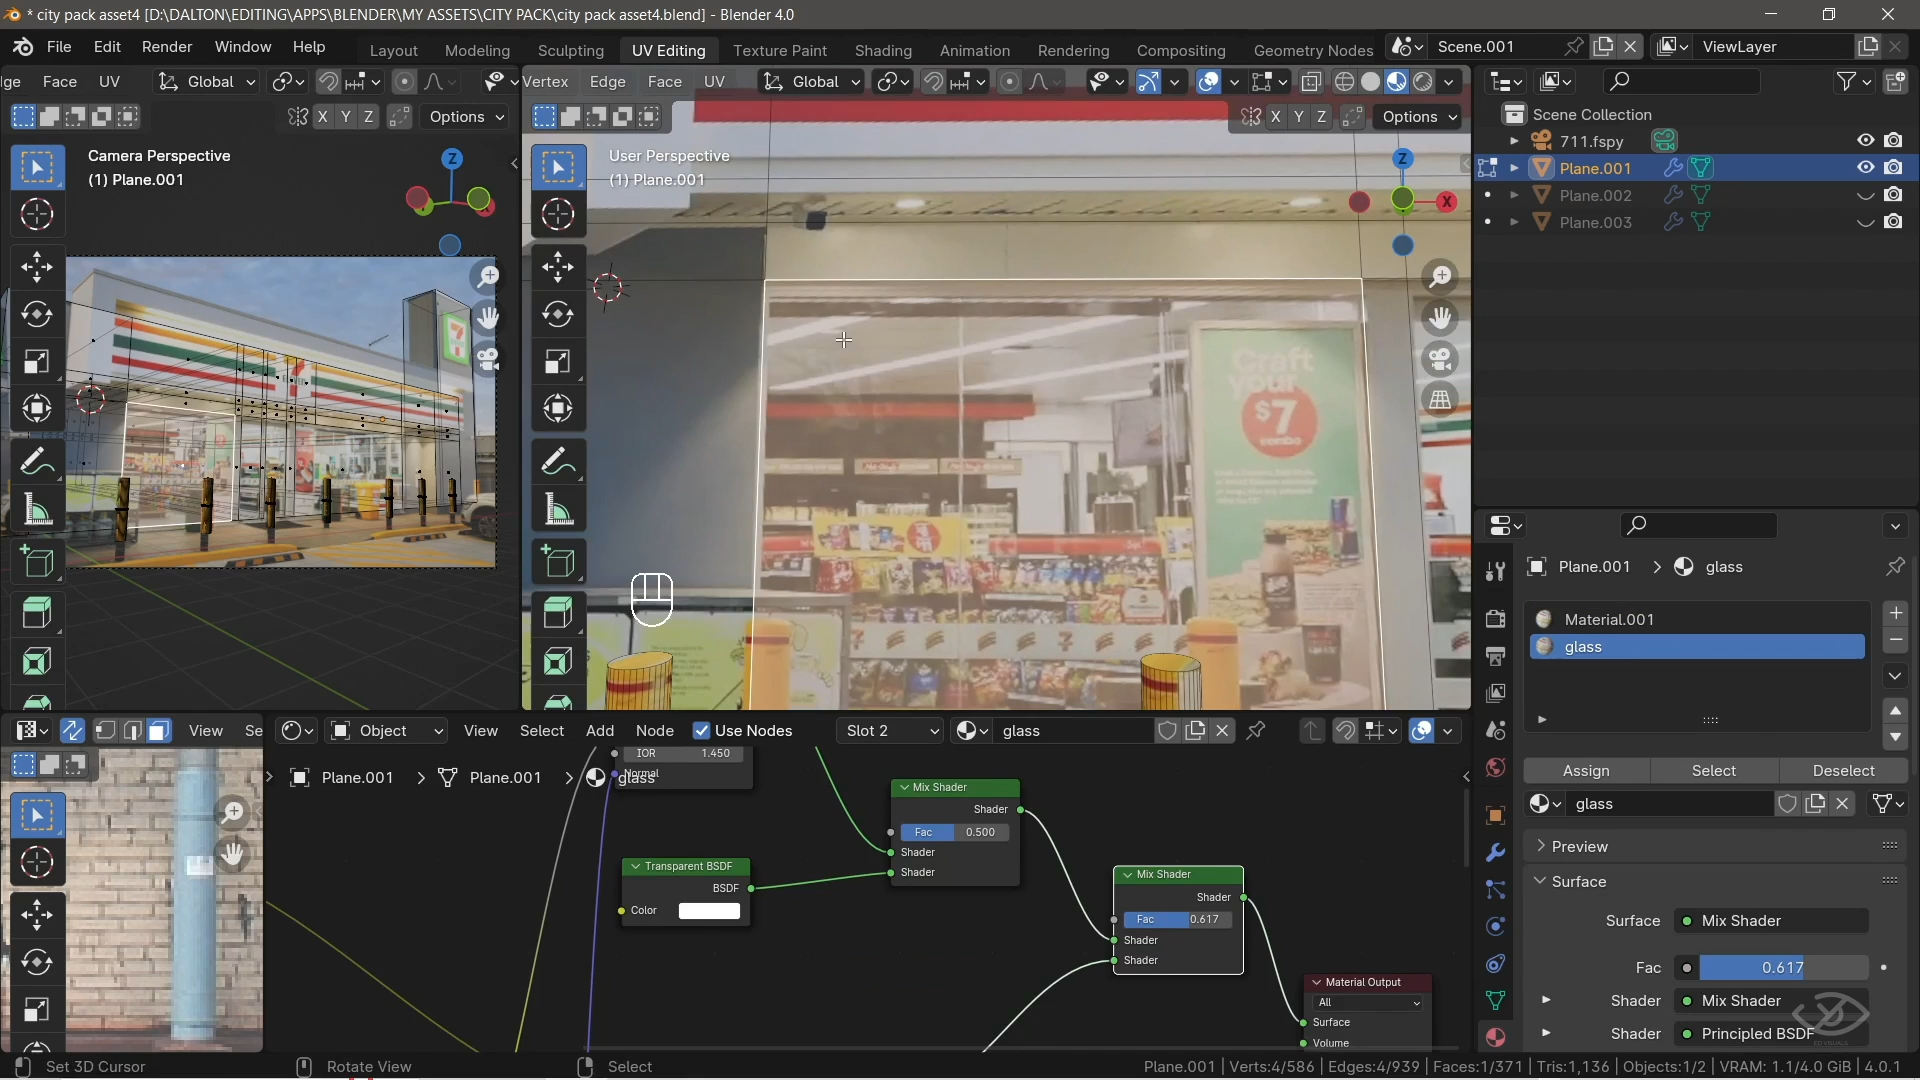 * city pack asset4 [D:\DALTON\EDITING\APPS\BLENDER\MY ASSETS\CITY PACK\city pack asset4.blend] - Blender 4.0
File Edit Render Window Help
Layout Modeling Sculpting UV Editing Texture Paint Shading Animation Rendering Compositing Geometry Nodes
Scene.001
ViewLayer
ge Face UV Global
Vertex Edge Face UV Global
X Y Z Options
X Y Z Options
Camera Perspective
(1) Plane.001
User Perspective
(1) Plane.001
Z
Z
X
Scene Collection
711.fspy
Plane.001
Plane.002
Plane.003
Craft
your
$7
combo
Plane.001 > glass
Material.001
glass
Assign Select Deselect
glass
Preview
Surface
Surface Mix Shader
Fac 0.617
Shader Mix Shader
Shader Principled BSDF
View Se
Object View Select Add Node Use Nodes Slot 2 glass
Plane.001 > Plane.001 > glass
IOR 1.450
Normal
Mix Shader
Shader
Fac 0.500
Shader
Shader
Transparent BSDF
BSDF
Color
Mix Shader
Shader
Fac 0.617
Shader
Shader
Material Output
All
Surface
Volume
Set 3D Cursor
Rotate View
Select
Plane.001 | Verts:4/586 | Edges:4/939 | Faces:1/371 | Tris:1,136 | Objects:1/2 | VRAM: 1.1/4.0 GiB | 4.0.1